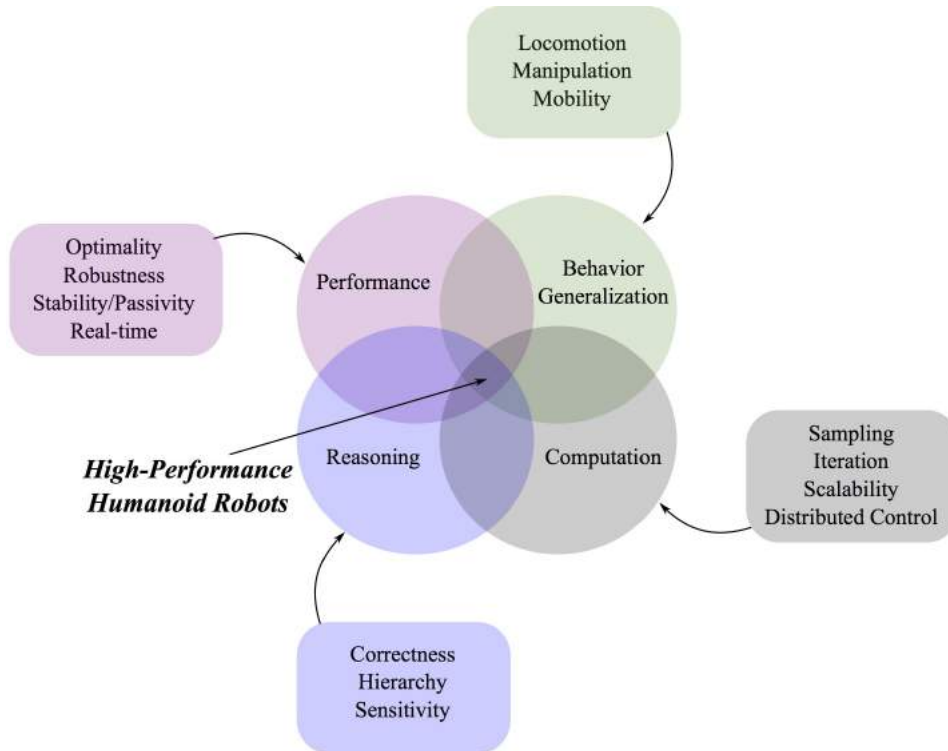 Locomotion
Manipulation
Mobility
Optimality
Robustness
Stability/Passivity
Real-time
Performance
Behavior
Generalization
High-Performance
Humanoid Robots
Reasoning
Computation
Sampling
Iteration
Scalability
Distributed Control
Correctness
Hierarchy
Sensitivity